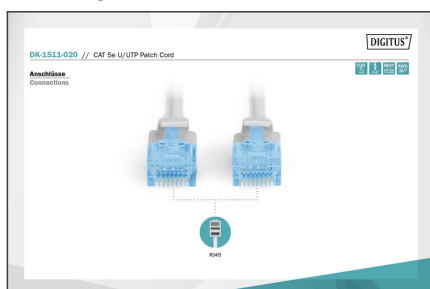 DIGITUS®
DK-1511-020 // CAT 5e U/UTP Patch Cord
Anschlüsse
Connections
RJ45